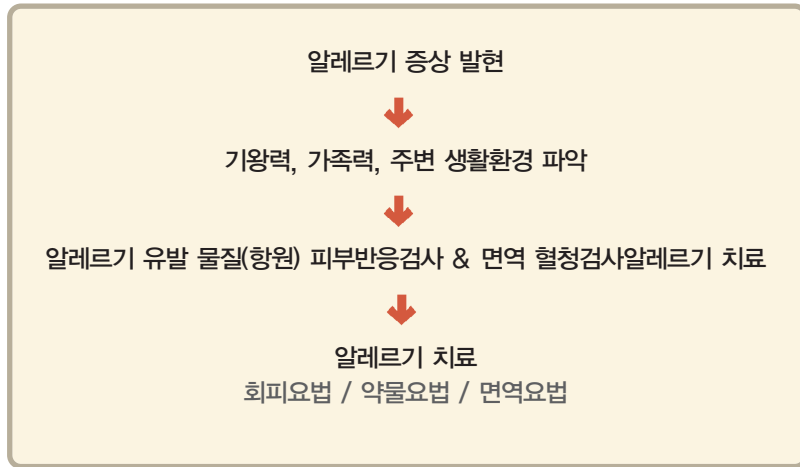 알레르기 증상 발현
기왕력, 가족력, 주변 생활환경 파악
알레르기 유발 물질(항원) 피부반응검사 & 면역 혈청검사알레르기 치료
알레르기 치료
회피요법 / 약물요법 / 면역요법